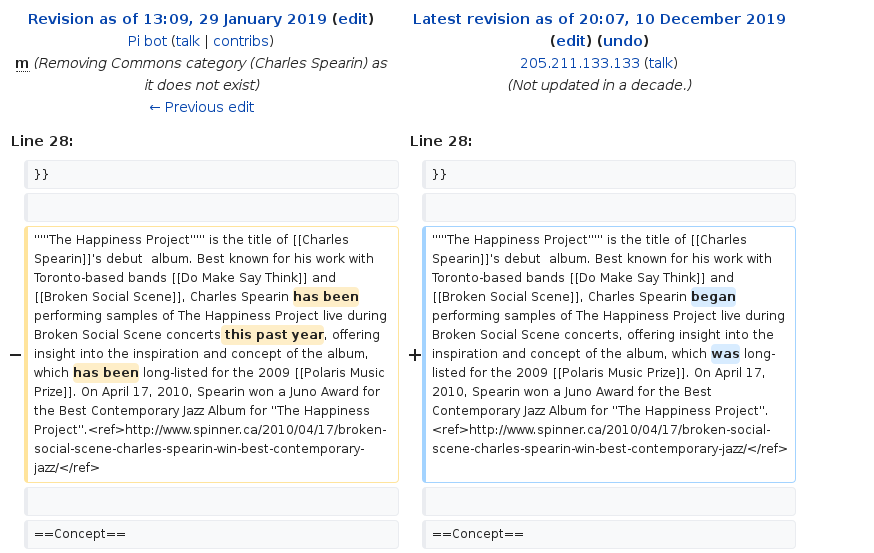 Revision as of 13:09, 29 January 2019 (edit)
Pi bot (talk | contribs)
m (Removing Commons category (Charles Spearin) as
it does not exist)
← Previous edit
Latest revision as of 20:07, 10 December 2019
(edit) (undo)
205.211.133.133 (talk)
(Not updated in a decade.)
Line 28:
Line 28:
}}
}}
'''''The Happiness Project''''' is the title of [[Charles
Spearin]]'s debut  album. Best known for his work with
Toronto-based bands [[Do Make Say Think]] and
[[Broken Social Scene]], Charles Spearin has been
performing samples of The Happiness Project live during
Broken Social Scene concerts this past year, offering
− insight into the inspiration and concept of the album,
which has been long-listed for the 2009 [[Polaris Music
Prize]]. On April 17, 2010, Spearin won a Juno Award for
the Best Contemporary Jazz Album for ''The Happiness
Project''.<ref>http://www.spinner.ca/2010/04/17/broken-
social-scene-charles-spearin-win-best-contemporary-
jazz/</ref>
'''''The Happiness Project''''' is the title of [[Charles
Spearin]]'s debut  album. Best known for his work with
Toronto-based bands [[Do Make Say Think]] and
[[Broken Social Scene]], Charles Spearin began
performing samples of The Happiness Project live during
Broken Social Scene concerts, offering insight into the
+ inspiration and concept of the album, which was long-
listed for the 2009 [[Polaris Music Prize]]. On April 17,
2010, Spearin won a Juno Award for the Best
Contemporary Jazz Album for ''The Happiness Project''.
<ref>http://www.spinner.ca/2010/04/17/broken-social-
scene-charles-spearin-win-best-contemporary-jazz/</ref>
==Concept==
==Concept==